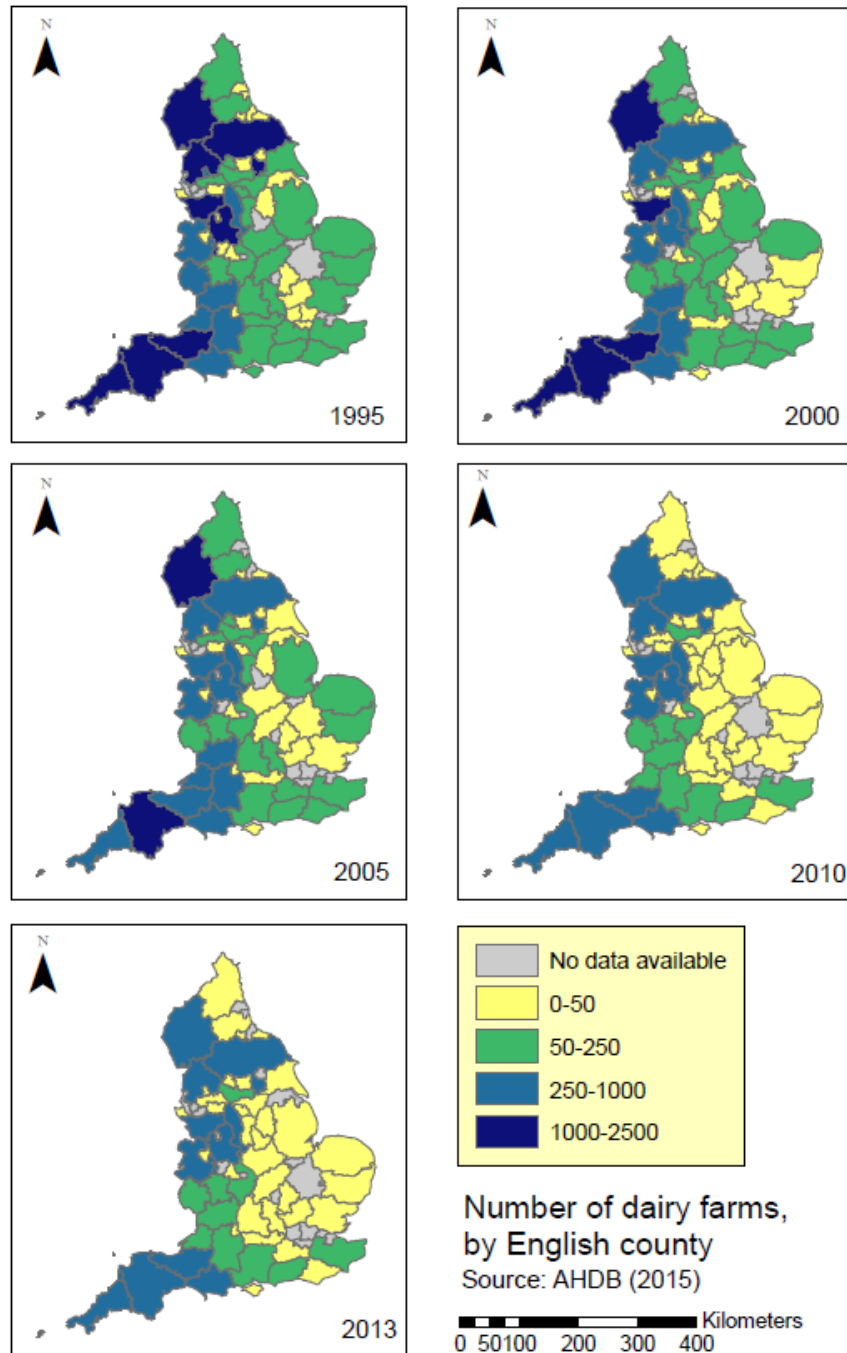 N
1995
N
2000
N
2005
N
2010
N
2013
No data available
0-50
50-250
250-1000
1000-2500
Number of dairy farms,
by English county
Source: AHDB (2015)
Kilometers
0 50100 200 300 400